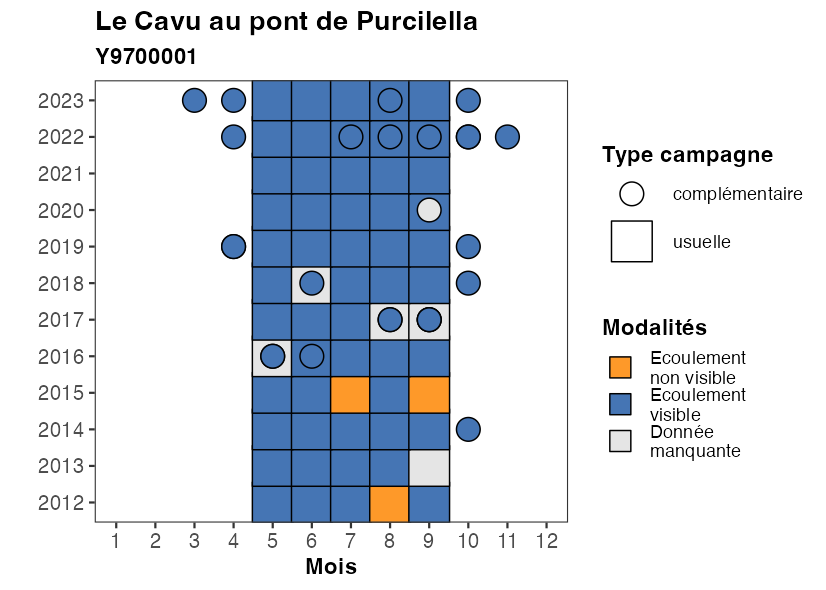 Le Cavu au pont de Purcilella
Y9700001
2023
2022
2021
2020
2019
2018
2017
2016
2015
2014
2013
2012
1 2 3 4 5 6 7 8 9 10 11 12
Mois
Type campagne
complémentaire
usuelle
Modalités
Ecoulement
non visible
Ecoulement
visible
Donnée
manquante